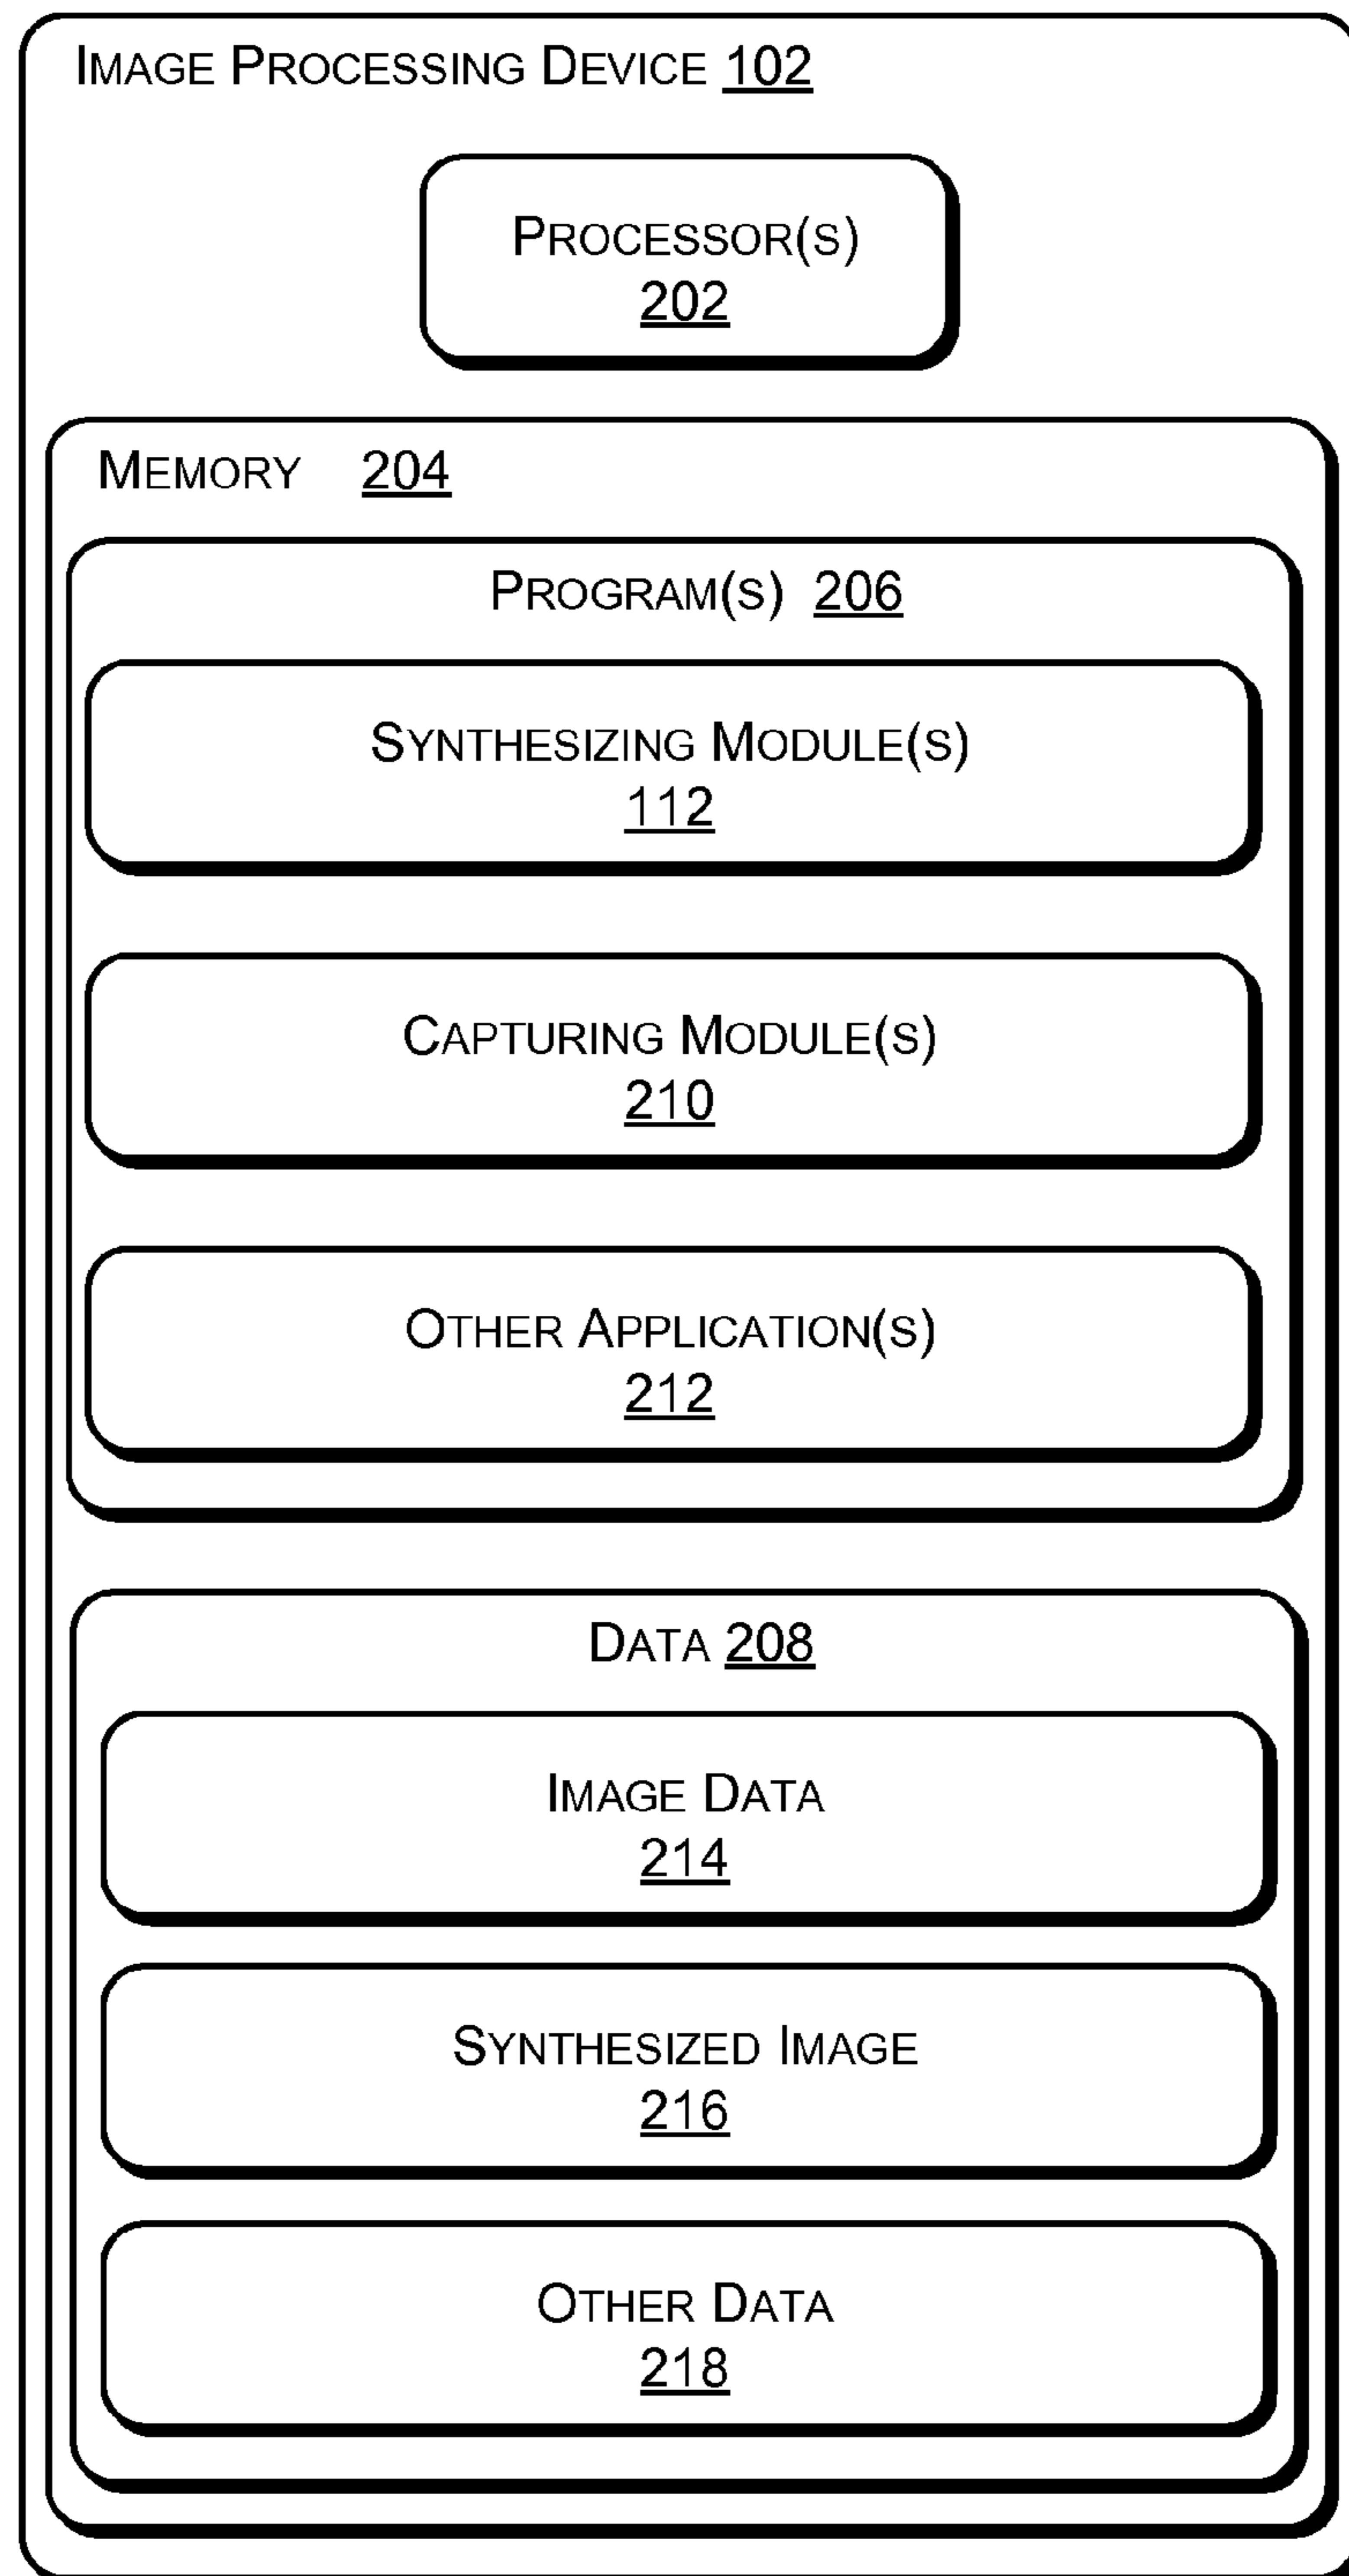 IMAGE PROCESSING DEVICE 102
PROCESSOR(S)
202
MEMORY 204
PROGRAM(S) 206
SYNTHESIZING MODULE(S)
112
CAPTURING MODULE(S)
210
OTHER APPLICATION(S)
212
DATA 208
IMAGE DATA
214
SYNTHESIZED IMAGE
216
OTHER DATA
218